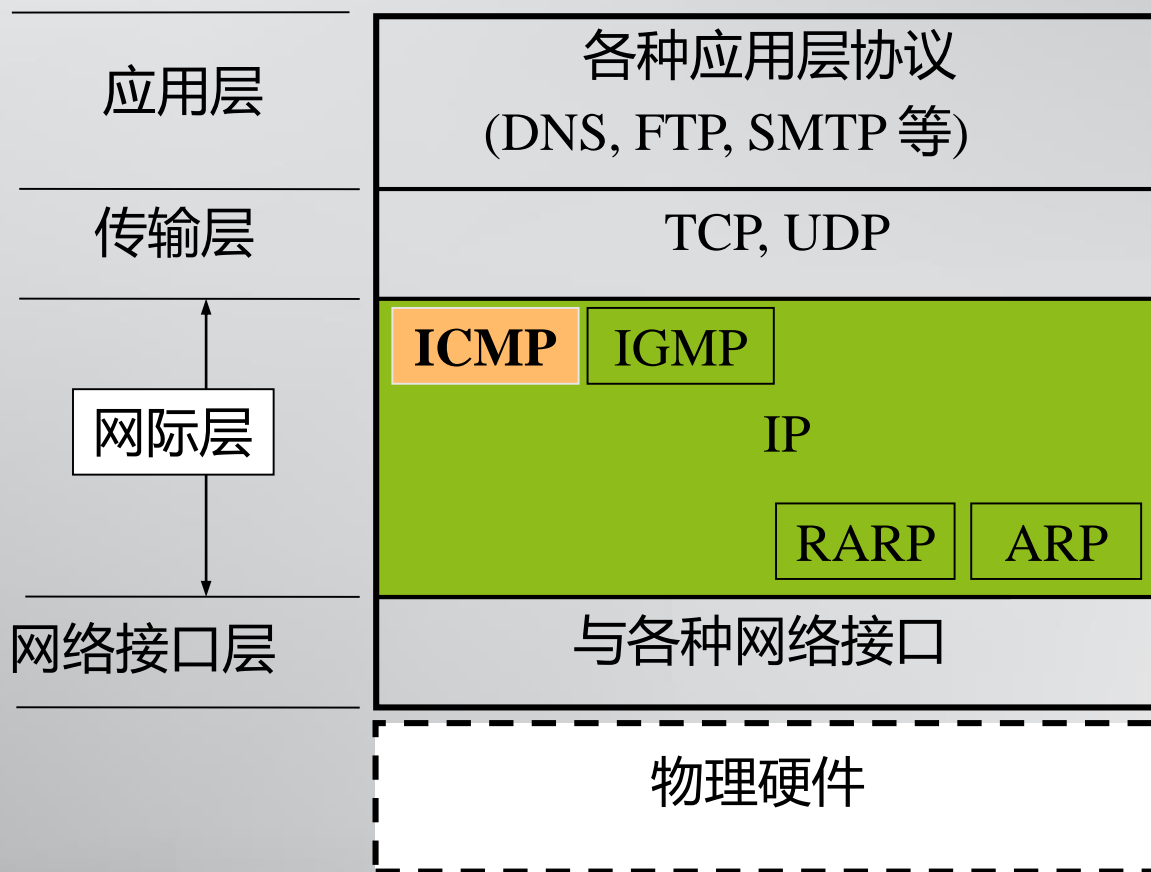 应用层
各种应用层协议
(DNS, FTP, SMTP 等)
传输层
TCP, UDP
网际层
ICMP
IGMP
IP
RARP
ARP
网络接口层
与各种网络接口
物理硬件